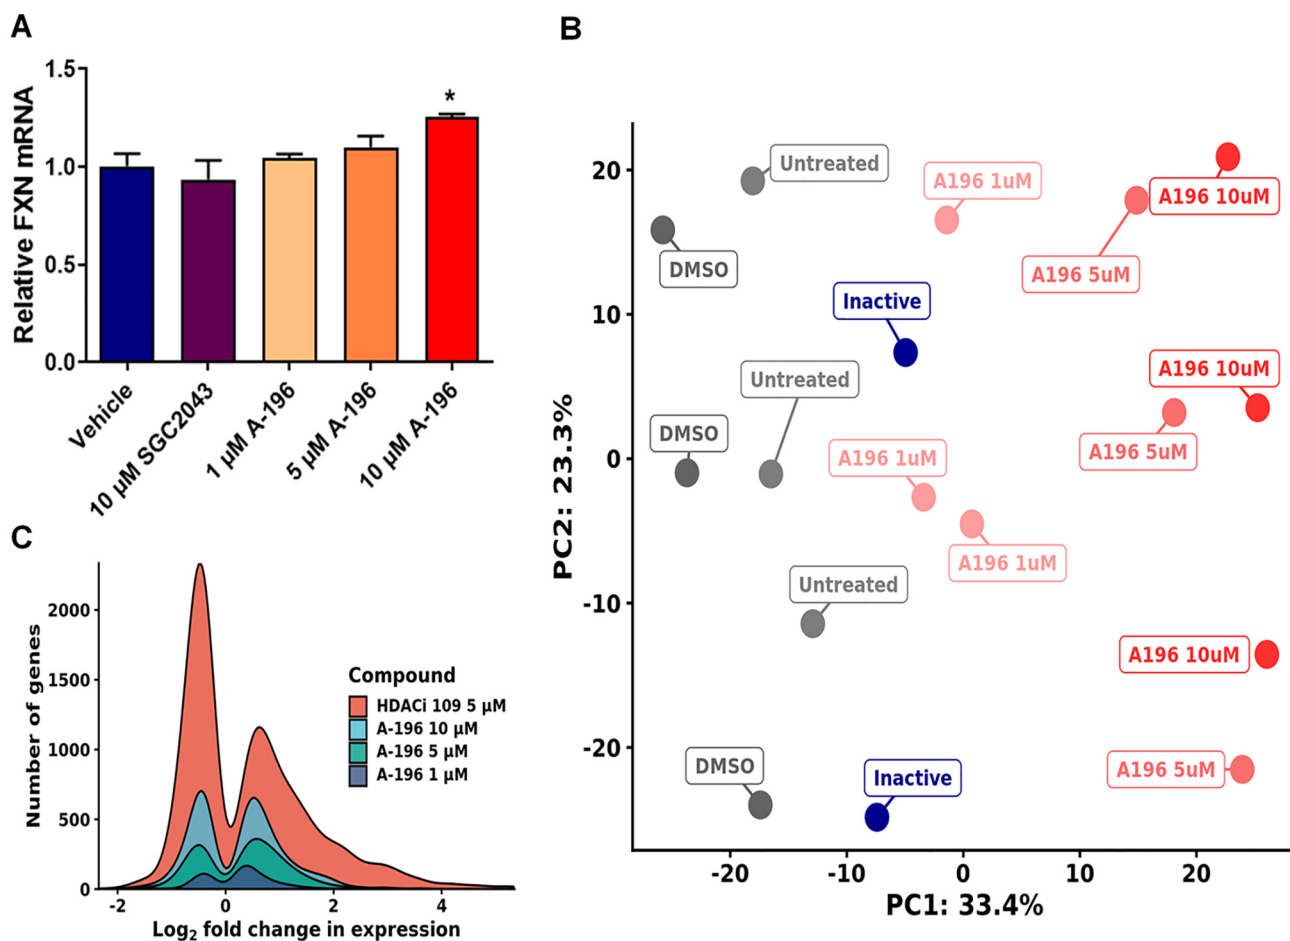 A
Relative FXN mRNA
1.5
1.0
0.5
0.0
*
Vehicle
10 µM SGC2043
1 µM A-196
5 µM A-196
10 µM A-196
B
PC2: 23.3%
20
10
0
-10
-20
Untreated
DMSO
A196 1uM
A196 10uM
A196 5uM
Inactive
Untreated
A196 10uM
DMSO
A196 1uM
A196 5uM
A196 1uM
Untreated
A196 10uM
DMSO
Inactive
A196 5uM
-20
-10
0
10
20
PC1: 33.4%
C
Number of genes
2000
1500
1000
500
0
Compound
HDACi 109 5 µM
A-196 10 µM
A-196 5 µM
A-196 1 µM
-2
0
2
4
Log2 fold change in expression